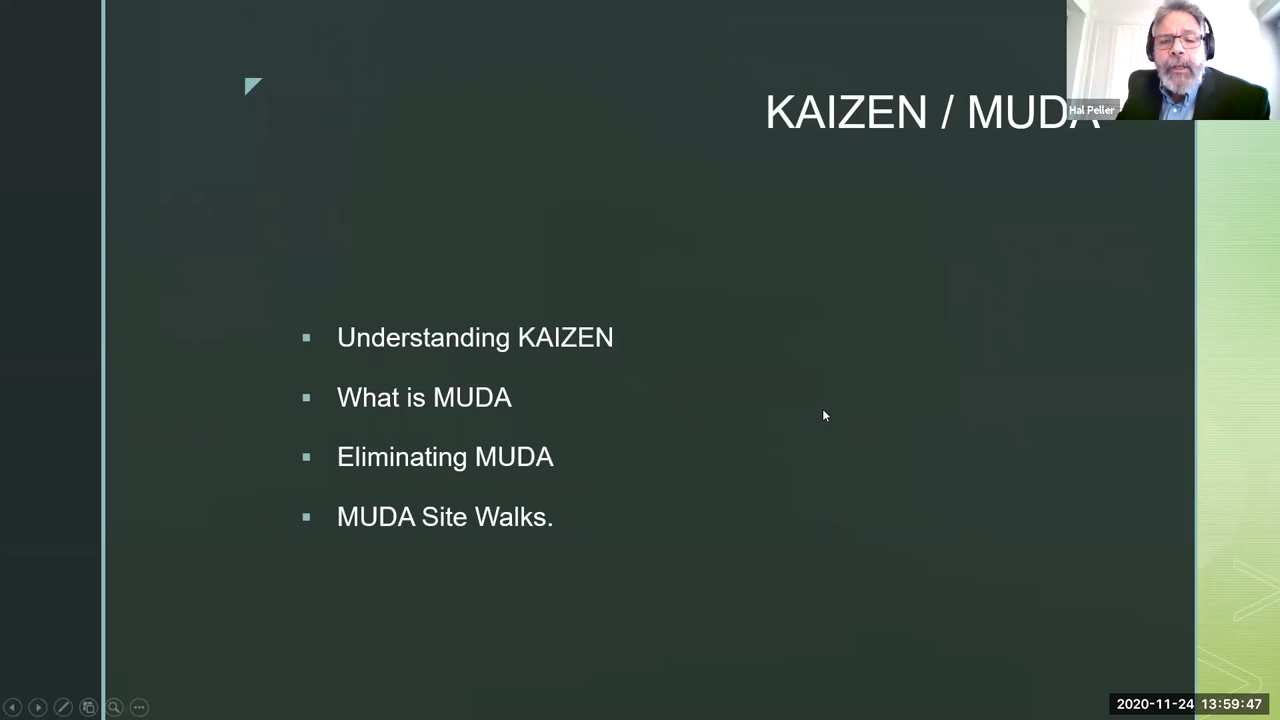 KAIZEN / MUDA
Hal Peller
Understanding KAIZEN
What is MUDA
Eliminating MUDA
MUDA Site Walks.
2020-11-24 13:59:47